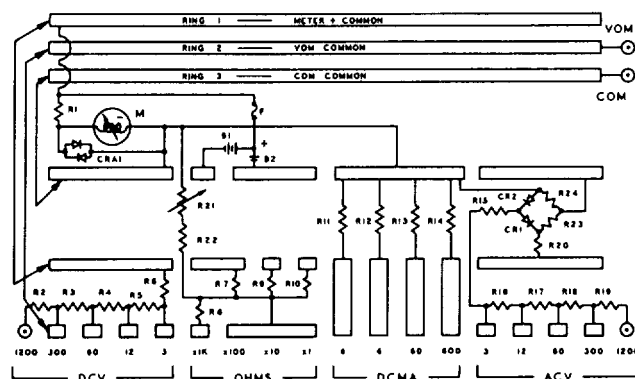 RING 1 METER + COMMON
VOM
RING 2 VOM COMMON
RING 3 COM COMMON
COM
R1
M
F
B1
+
B2
CRA1
R21
R22
R11
R12
R13
R14
R15
CR2
R24
CR1
R23
R20
R2
R3
R4
R5
R6
R7
R9
R10
R16
R17
R18
R19
1200
300
60
12
3
X1K
X100
X10
X1
6
60
600
3
12
60
300
1200
DCV
OHMS
DCMA
ACV